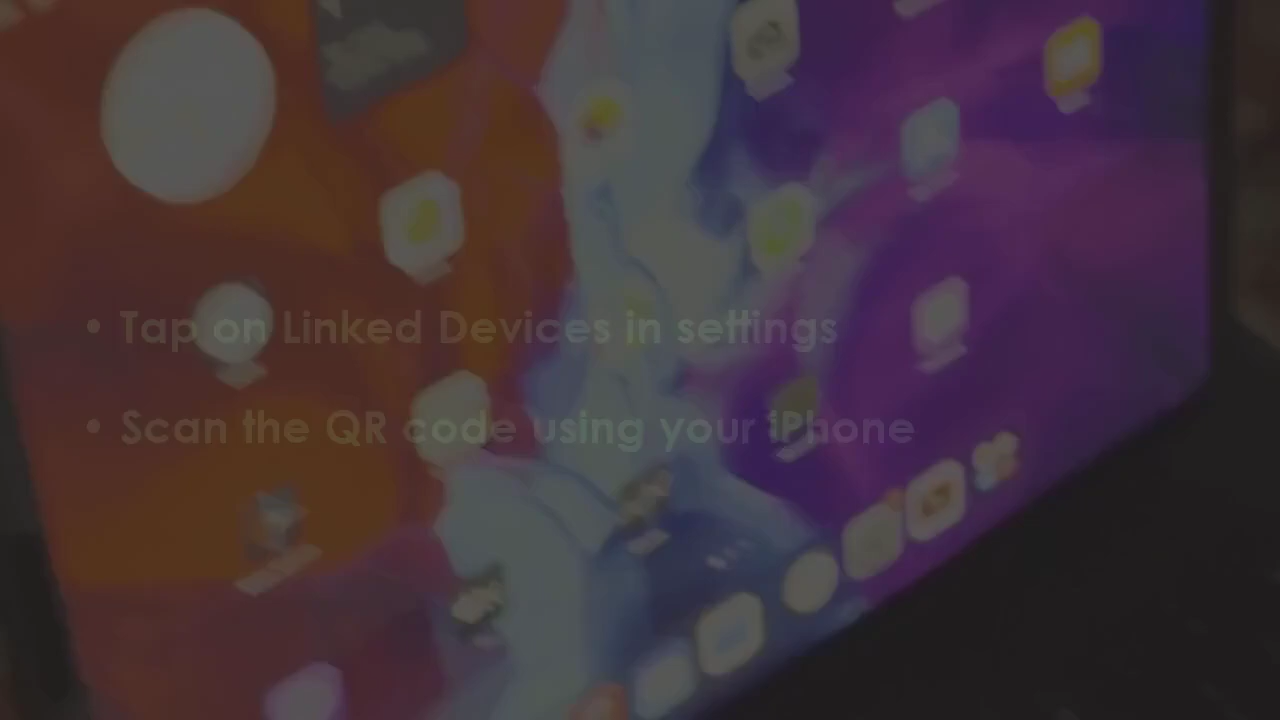 • Tap on Linked Devices in settings
• Scan the QR code using your iPhone